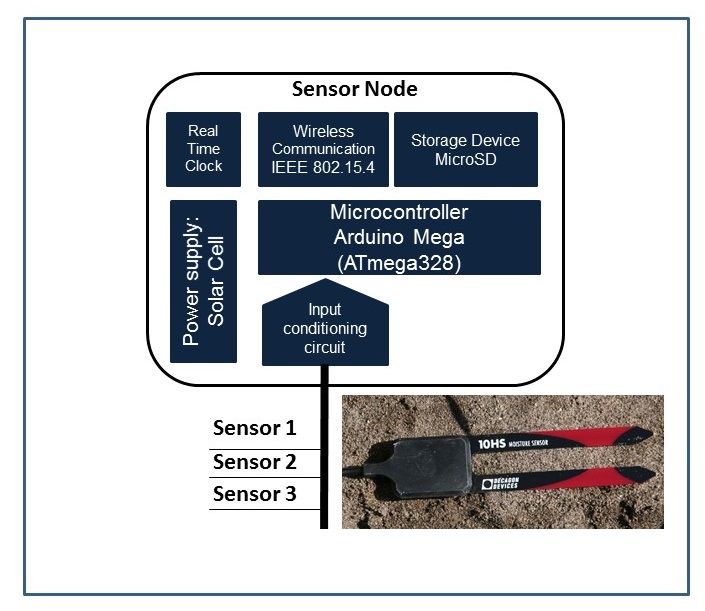 Sensor Node
Real
Time
Clock
Wireless
Communication
IEEE 802.15.4
Storage Device
MicroSD
Power supply:
Solar Cell
Microcontroller
Arduino Mega
(ATmega328)
Input
conditioning
circuit
Sensor 1
Sensor 2
Sensor 3
10HS MOISTURE SENSOR
DECAGON
DEVICES